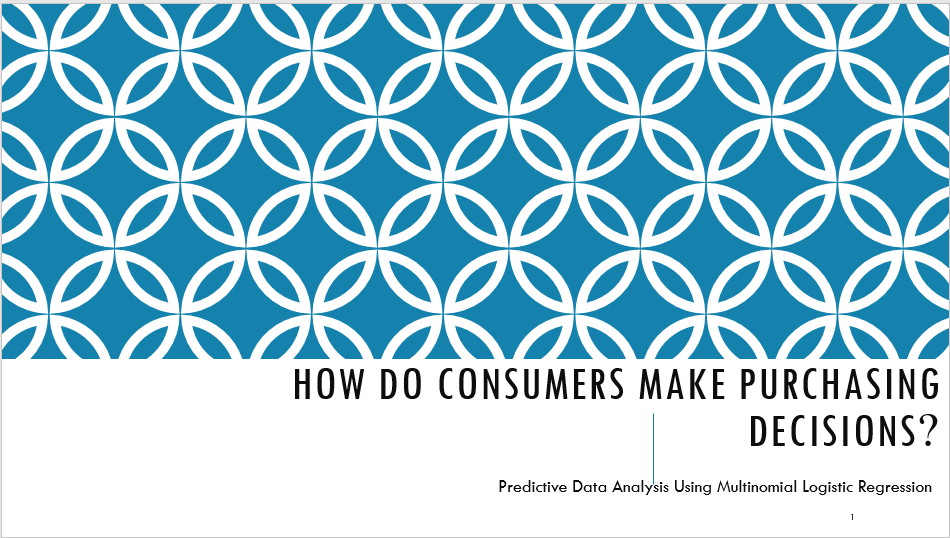 HOW DO CONSUMERS MAKE PURCHASING
DECISIONS?
Predictive Data Analysis Using Multinomial Logistic Regression
1